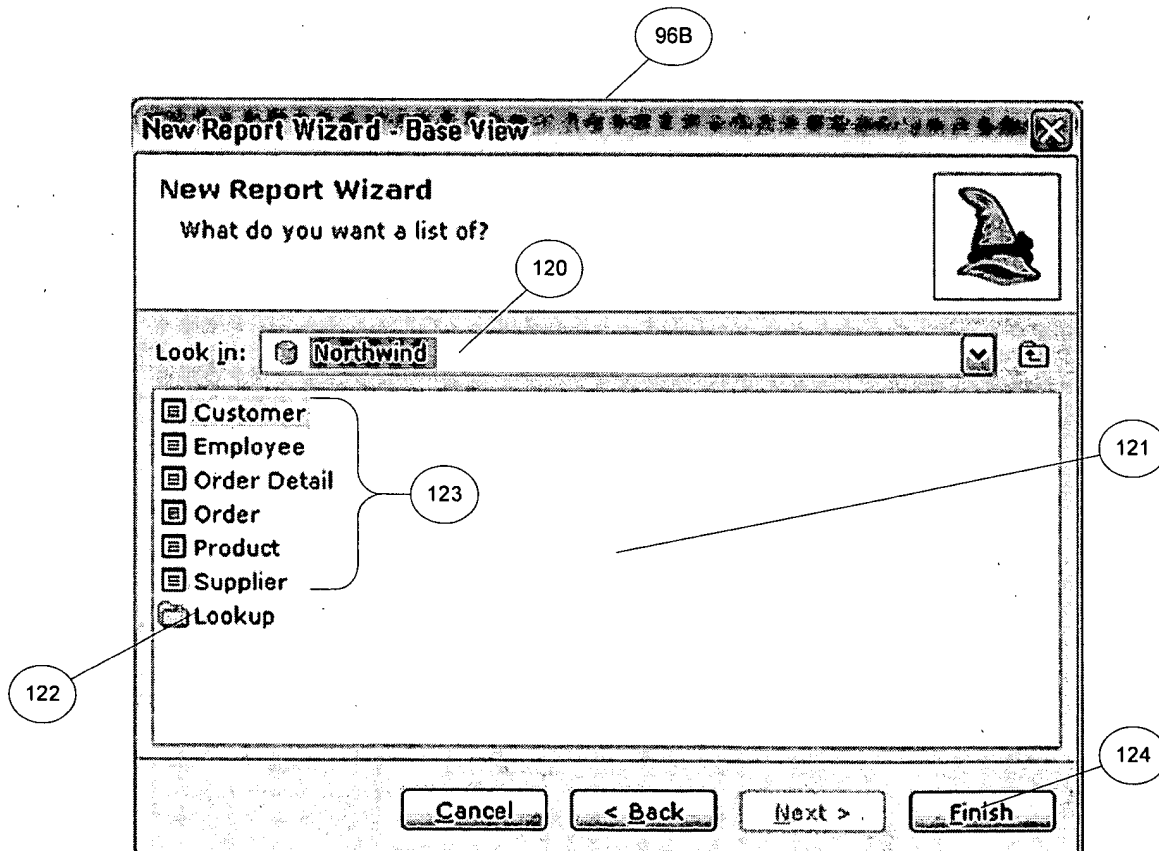 96B
New Report Wizard - Base View
New Report Wizard
What do you want a list of?
120
Look in: Northwind
Customer
Employee
Order Detail
Order
Product
Supplier
Lookup
123
121
122
124
Cancel < Back Next > Finish